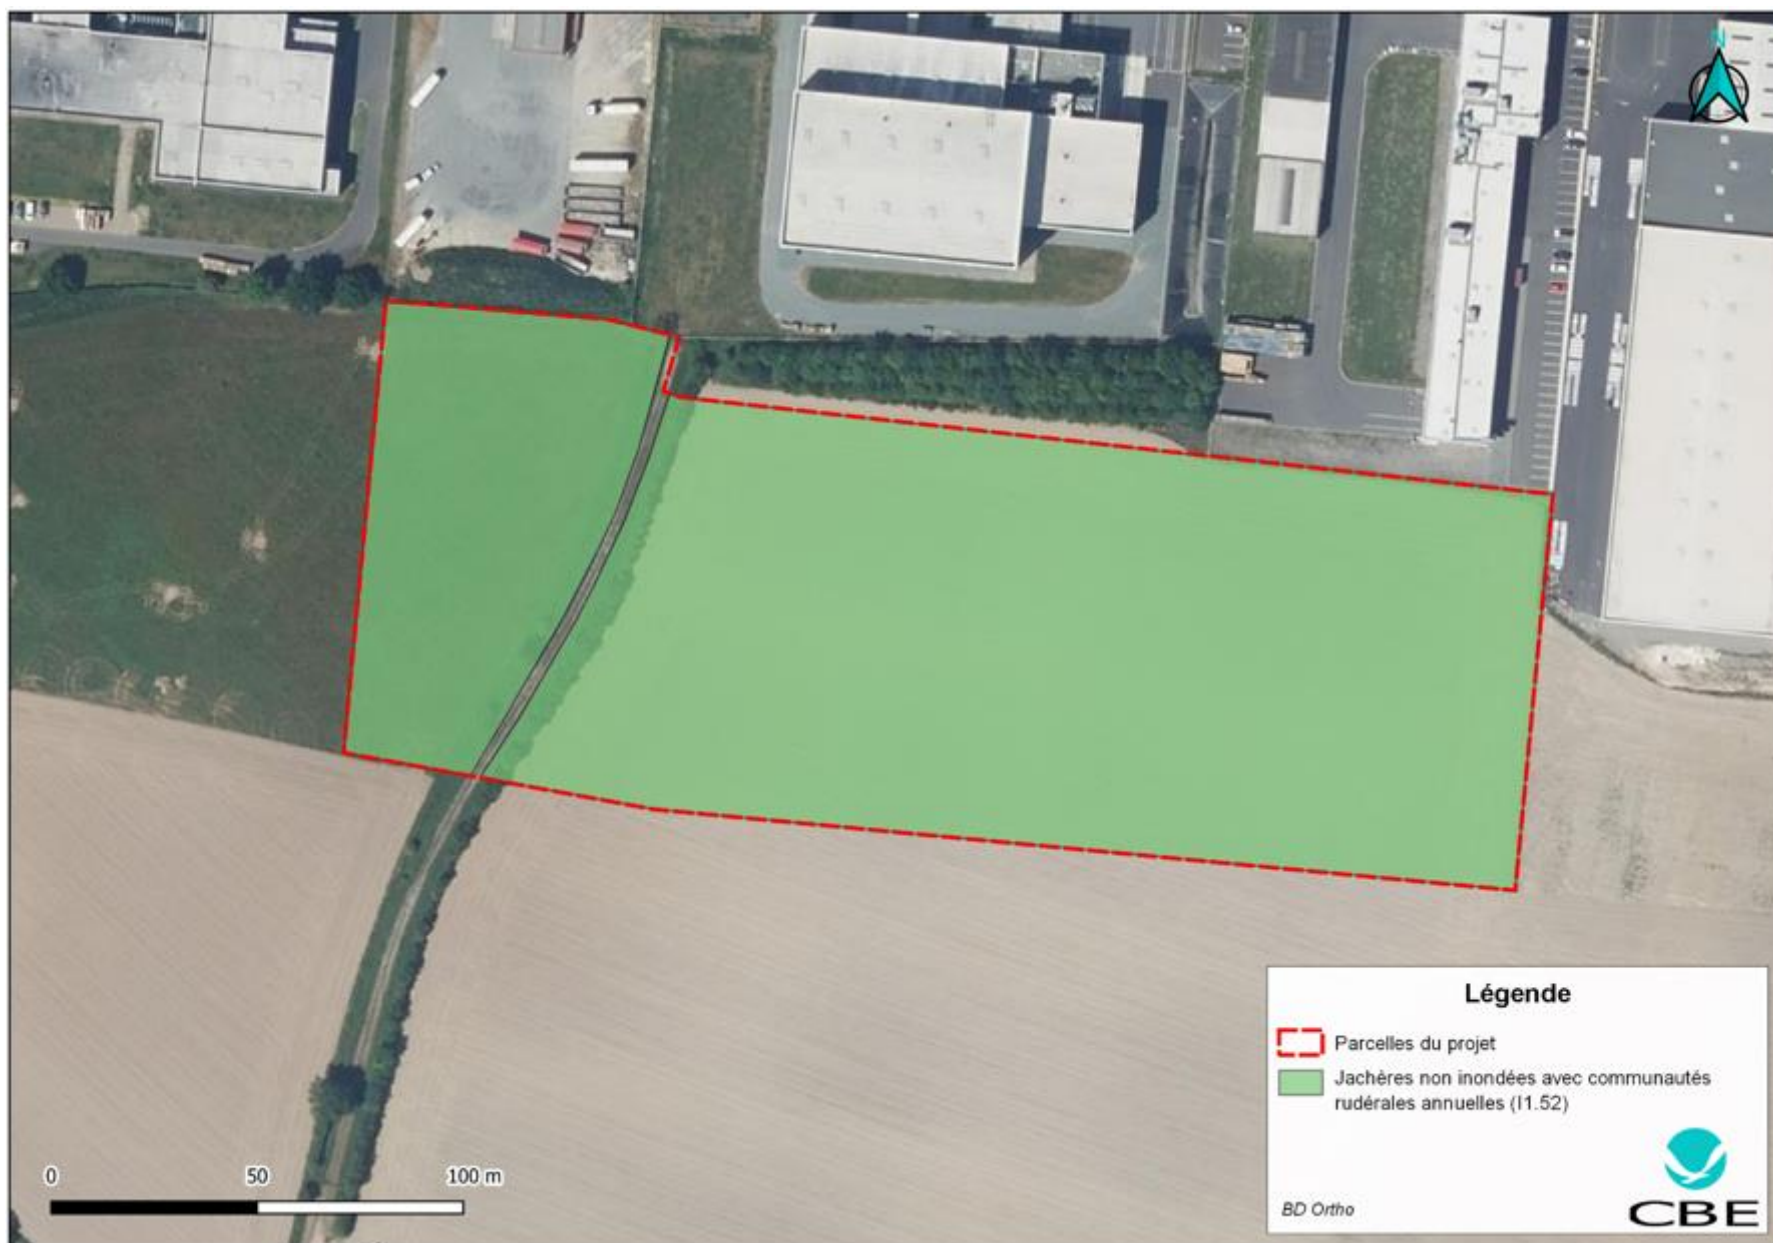 N
Légende
Parcelles du projet
Jachères non inondées avec communautés
rudérales annuelles (I1.52)
0 50 100 m
BD Ortho
CBE